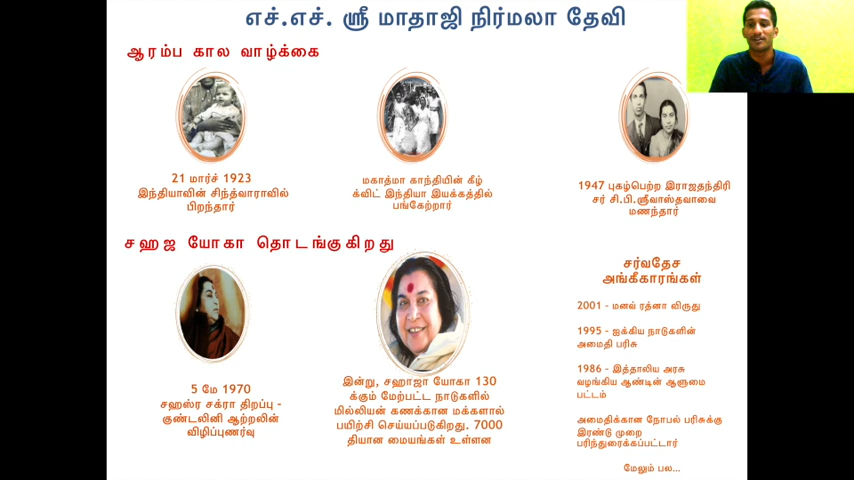 எச்.எச். ஸ்ரீ மாதாஜி நிர்மலா தேவி
ஆரம்ப கால வாழ்க்கை
21 மார்ச் 1923
இந்தியாவின் சிந்த்வாராவில்
பிறந்தார்
மகாத்மா காந்தியின் கீழ்
க்விட் இந்தியா இயக்கத்தில்
பங்கேற்றார்
1947 புகழ்பெற்ற இராஜதந்திரி
சர் சி.பி.ஸ்ரீவாஸ்தவாவை
மணந்தார்
சஹஜ யோகா தொடங்குகிறது
5 மே 1970
சஹஸ்ர சக்ரா திறப்பு -
குண்டலினி ஆற்றலின்
விழிப்புணர்வு
இன்று, சஹாஜா யோகா 130
க்கும் மேற்பட்ட நாடுகளில்
மில்லியன் கணக்கான மக்களால்
பயிற்சி செய்யப்படுகிறது. 7000
தியான மையங்கள் உள்ளன
சர்வதேச
அங்கீகாரங்கள்
2001 - மனவ் ரத்னா விருது
1995 - ஐக்கிய நாடுகளின்
அமைதி பரிசு
1986 - இத்தாலிய அரசு
வழங்கிய ஆண்டின் ஆளுமை
பட்டம்
அமைதிக்கான நோபல் பரிசுக்கு
இரண்டு முறை
பரிந்துரைக்கப்பட்டார்
மேலும் பல...